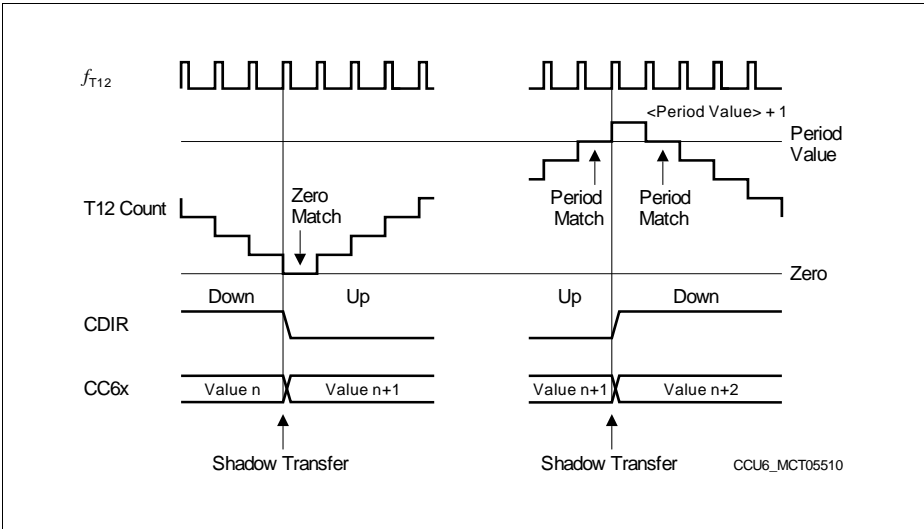 fT12
<Period Value> + 1
Period
Value
Zero
Match
Period
Match
Period
Match
T12 Count
Zero
Down
Up
Up
Down
CDIR
CC6x
Value n
Value n+1
Value n+1
Value n+2
Shadow Transfer
Shadow Transfer
CCU6_MCT05510